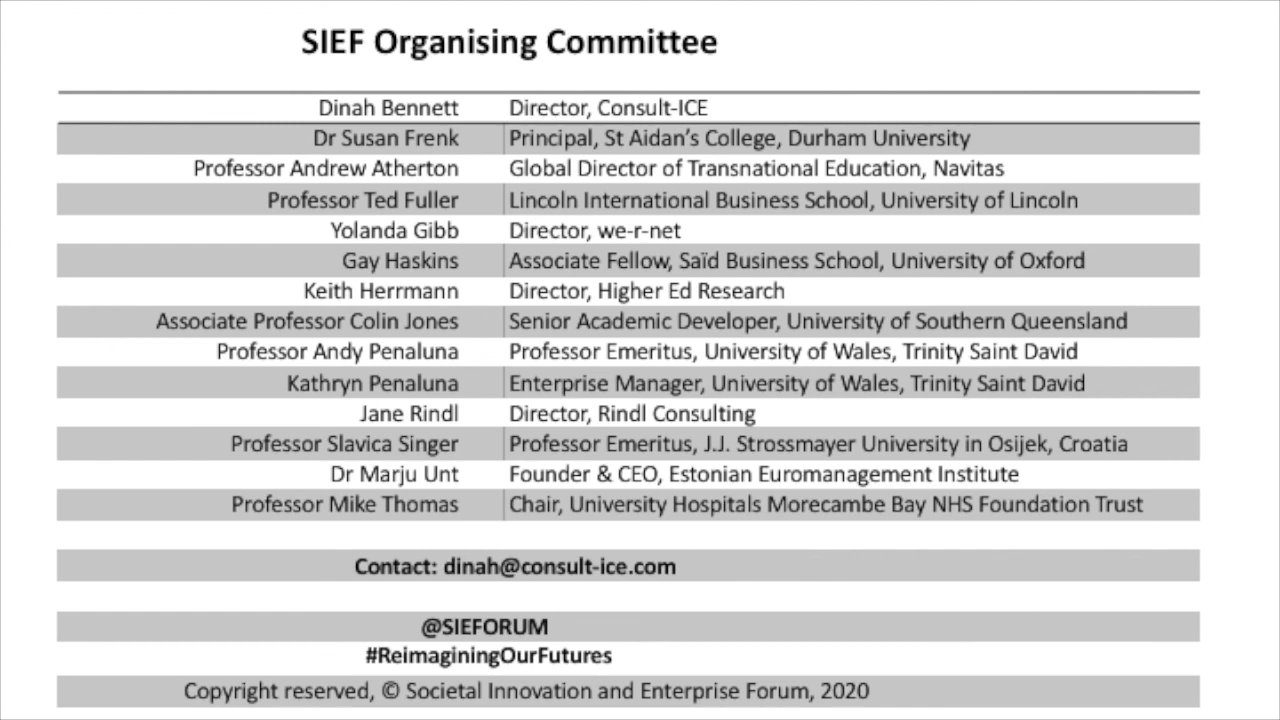 SIEF Organising Committee
Dinah Bennett Director, Consult-ICE
Dr Susan Frenk Principal, St Aidan's College, Durham University
Professor Andrew Atherton Global Director of Transnational Education, Navitas
Professor Ted Fuller Lincoln International Business School, University of Lincoln
Yolanda Gibb Director, we-r-net
Gay Haskins Associate Fellow, Saïd Business School, University of Oxford
Keith Herrmann Director, Higher Ed Research
Associate Professor Colin Jones Senior Academic Developer, University of Southern Queensland
Professor Andy Penaluna Professor Emeritus, University of Wales, Trinity Saint David
Kathryn Penaluna Enterprise Manager, University of Wales, Trinity Saint David
Jane Rindl Director, Rindl Consulting
Professor Slavica Singer Professor Emeritus, J.J. Strossmayer University in Osijek, Croatia
Dr Marju Unt Founder & CEO, Estonian Euromanagement Institute
Professor Mike Thomas Chair, University Hospitals Morecambe Bay NHS Foundation Trust
Contact: dinah@consult-ice.com
@SIEFORUM
#ReimaginingOurFutures
Copyright reserved, © Societal Innovation and Enterprise Forum, 2020